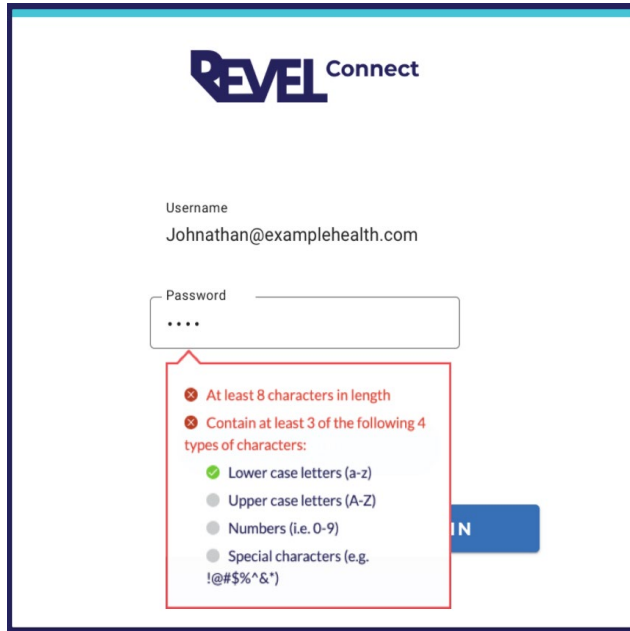 REVEL Connect
Username
Johnathan@examplehealth.com
Password
••••
At least 8 characters in length
Contain at least 3 of the following 4
types of characters:
Lower case letters (a-z)
Upper case letters (A-Z)
Numbers (i.e. 0-9)
IN
Special characters (e.g.
!@#$%^&*)